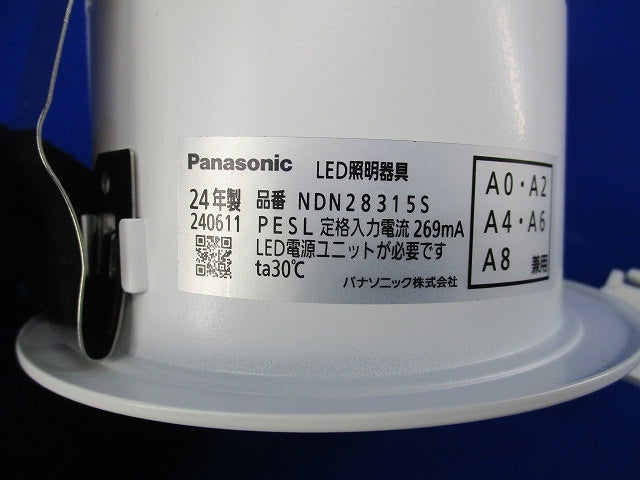 Panasonic LED照明器具
24年製 品番 NDN28315S
240611 PESL 定格入力電流 269mA
LED電源ユニットが必要です
ta30℃
パナソニック株式会社
A0・A2
A4・A6
A8 兼用